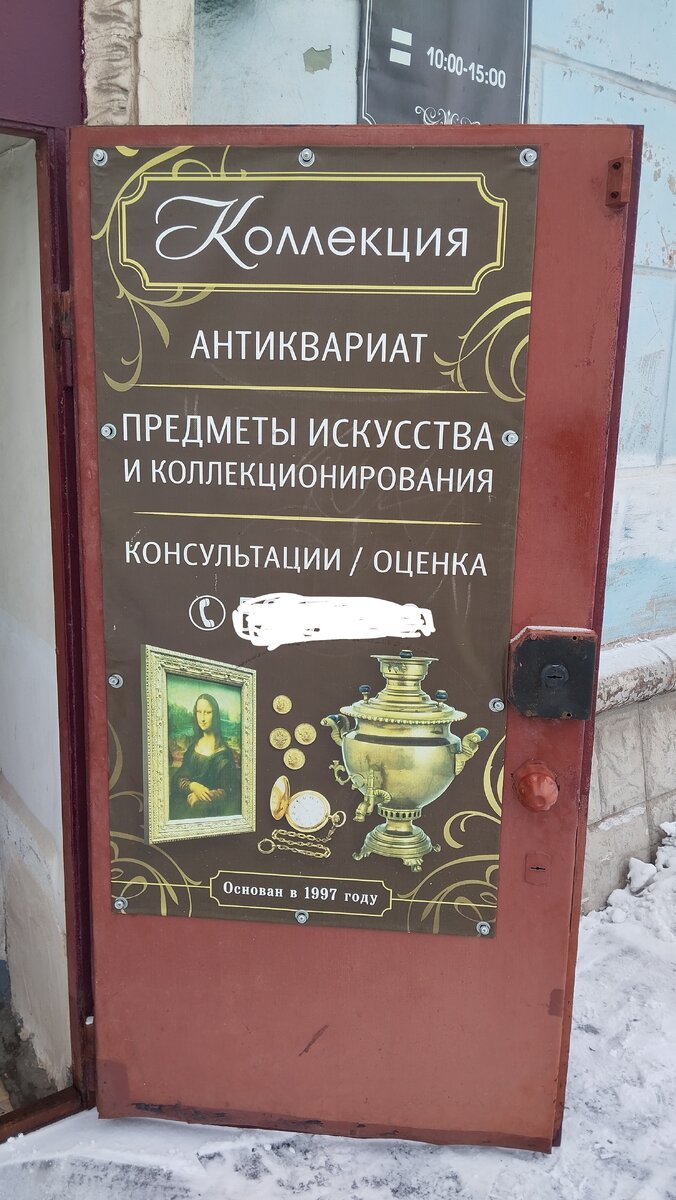 10:00-15:00
Коллекция
АНТИКВАРИАТ
ПРЕДМЕТЫ ИСКУССТВА
И КОЛЛЕКЦИОНИРОВАНИЯ
КОНСУЛЬТАЦИИ / ОЦЕНКА
Основан в 1997 году